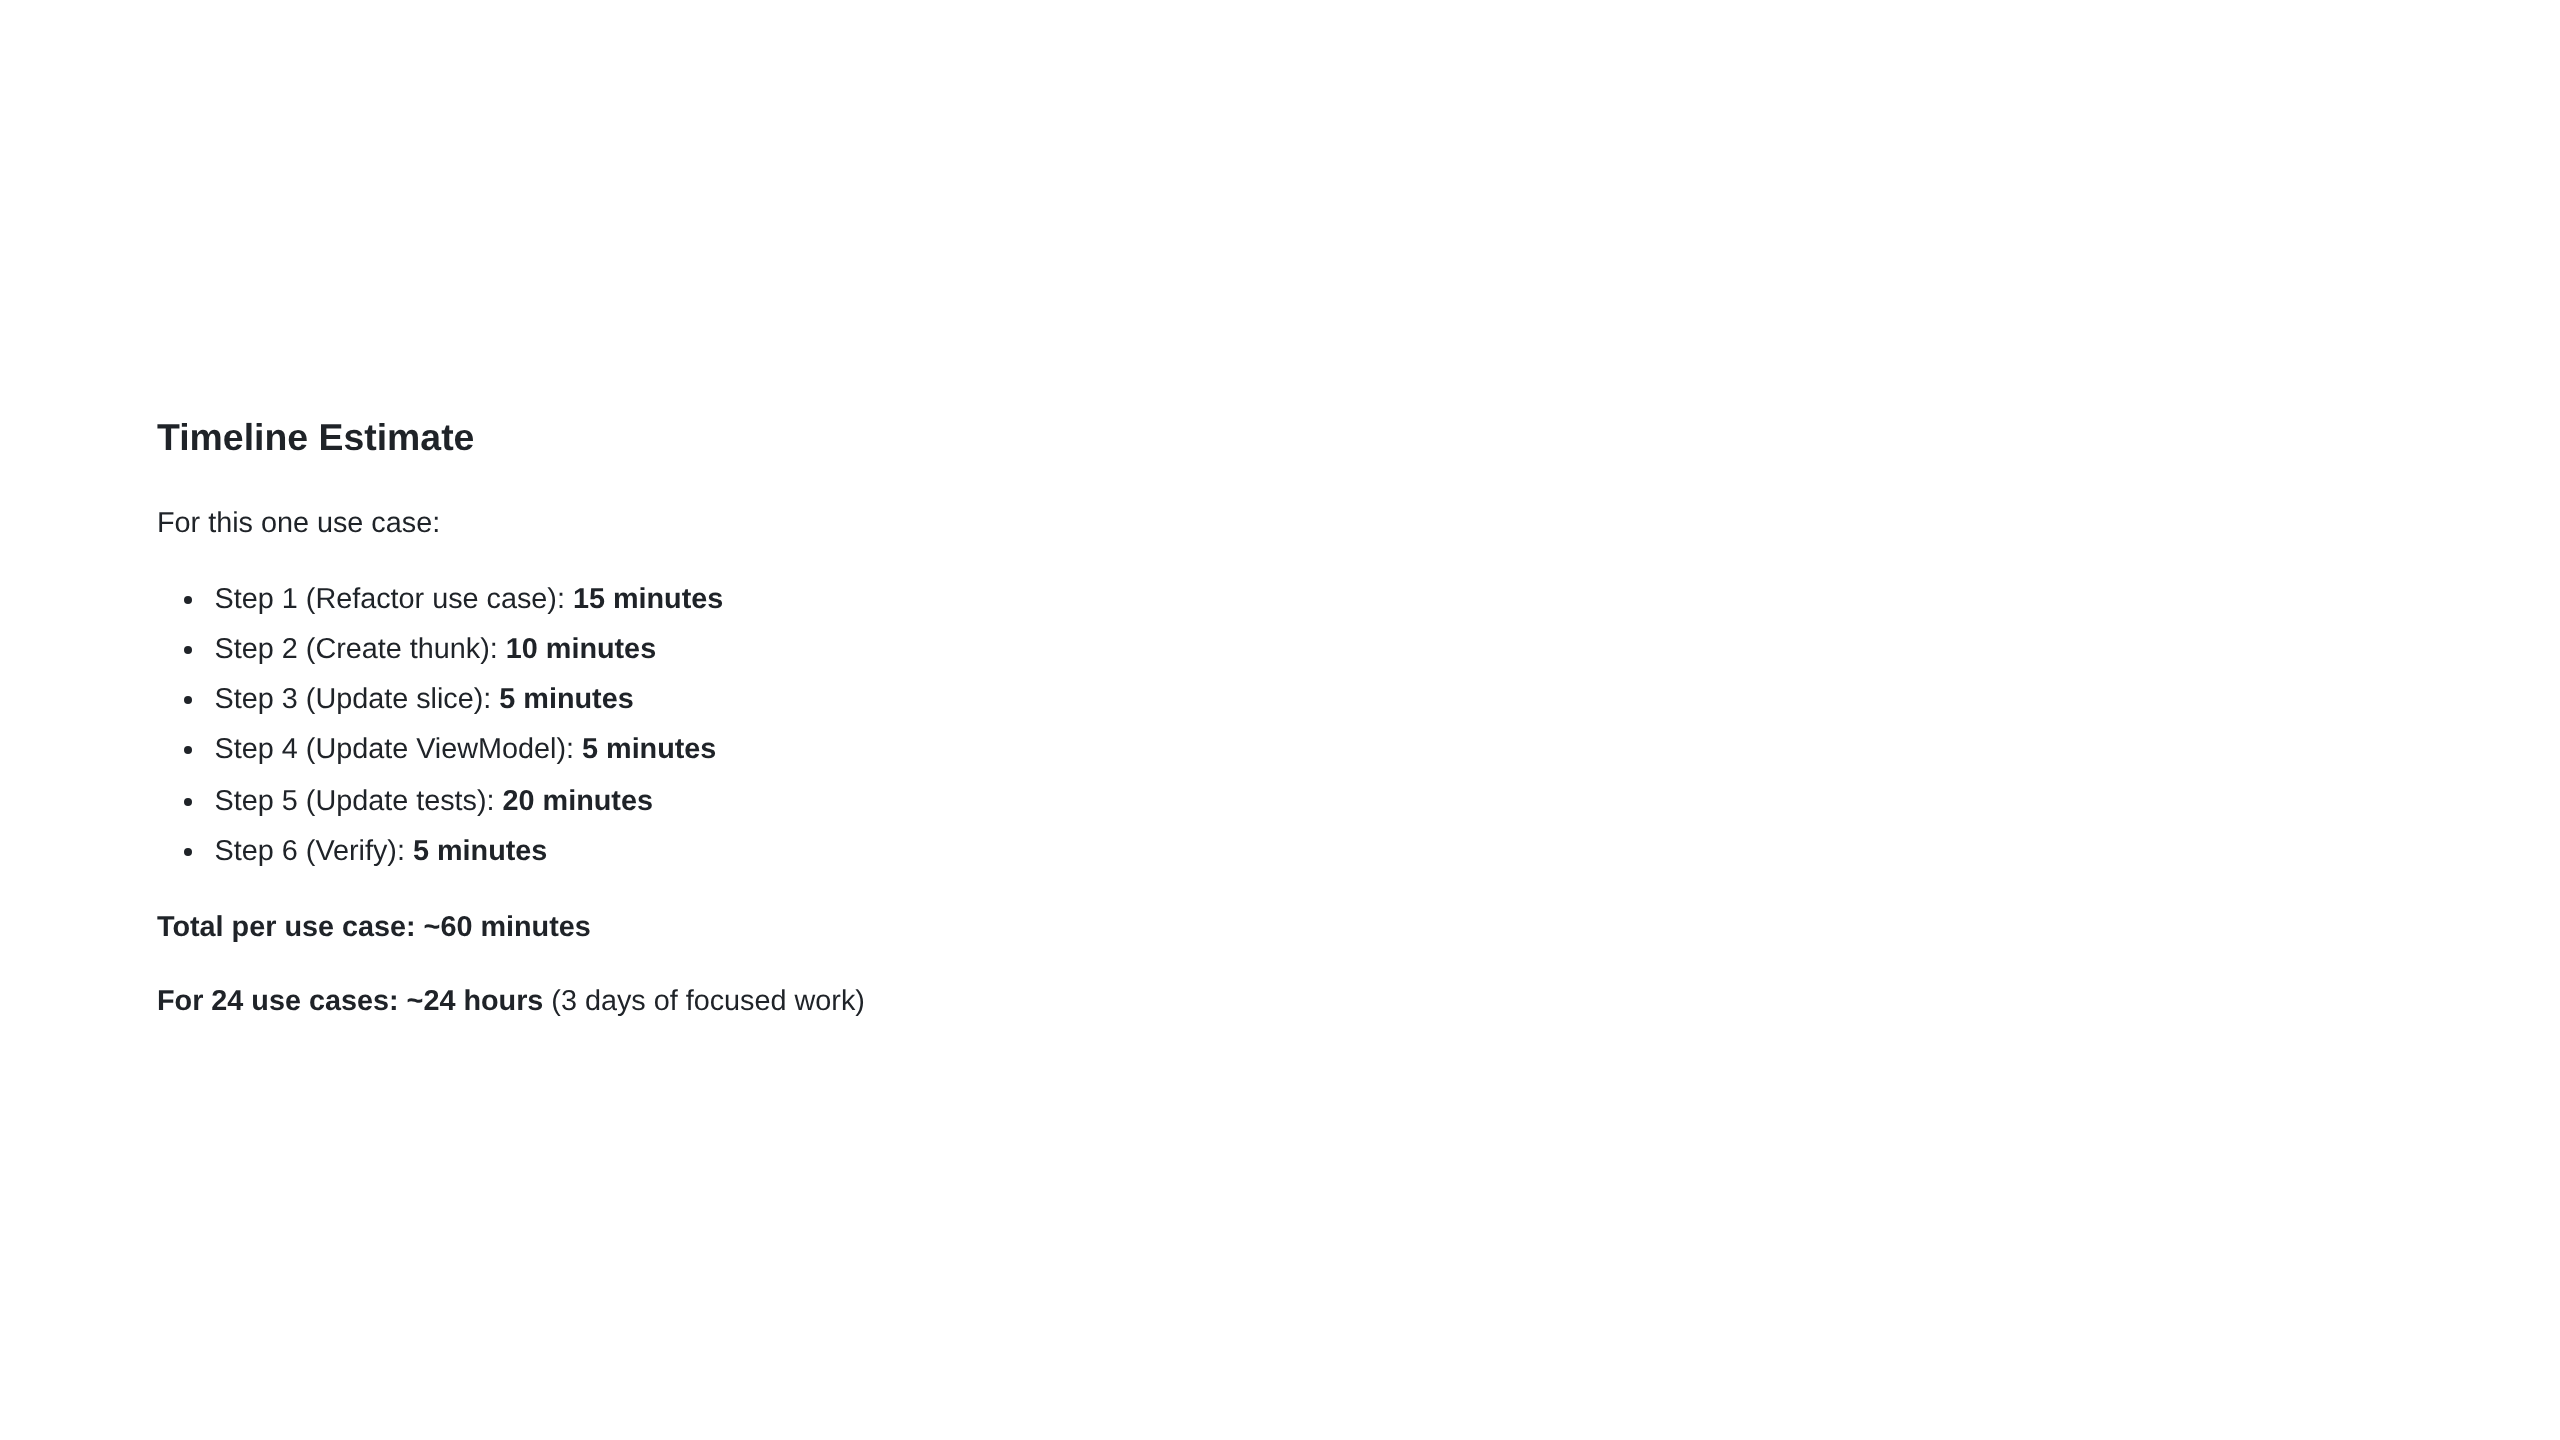 Timeline Estimate
For this one use case:
• Step 1 (Refactor use case): 15 minutes
• Step 2 (Create thunk): 10 minutes
• Step 3 (Update slice): 5 minutes
• Step 4 (Update ViewModel): 5 minutes
• Step 5 (Update tests): 20 minutes
• Step 6 (Verify): 5 minutes
Total per use case: ~60 minutes
For 24 use cases: ~24 hours (3 days of focused work)